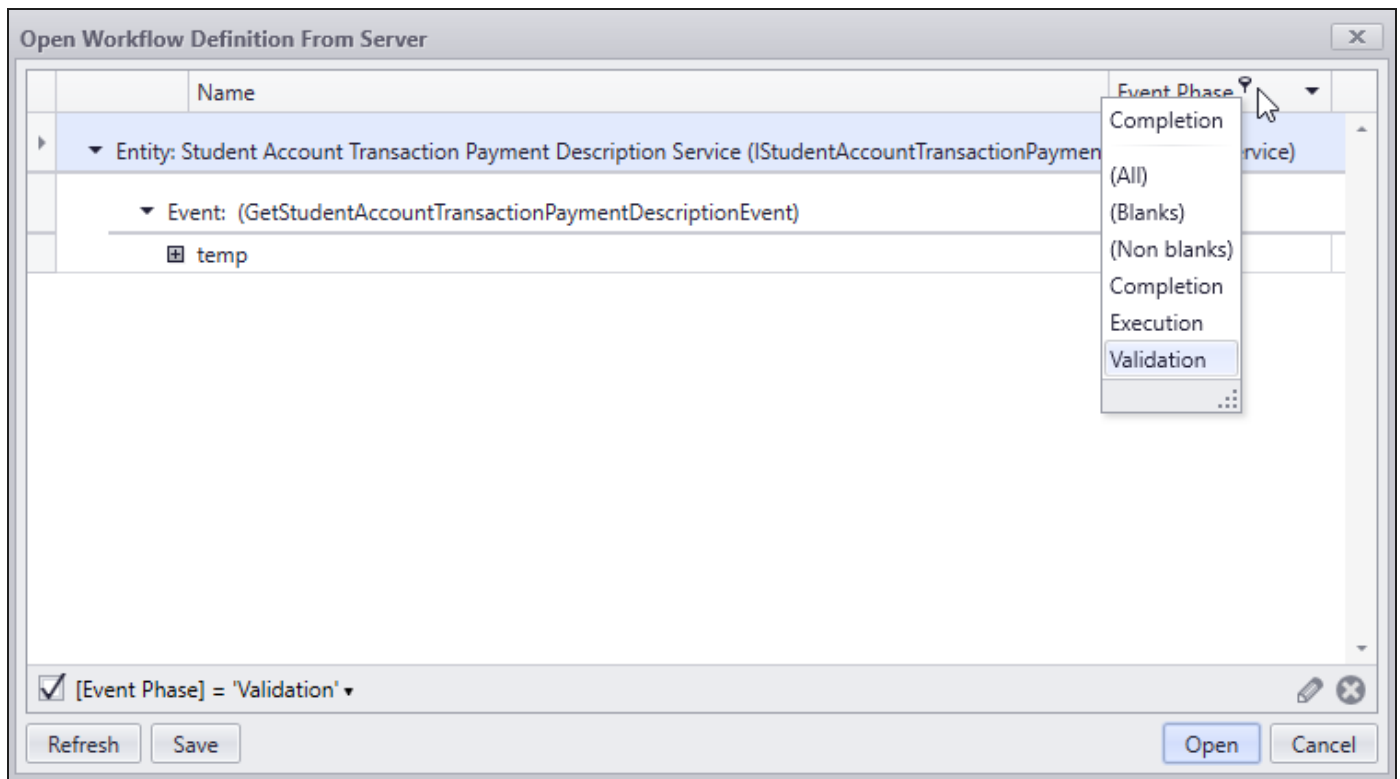 Open Workflow Definition From Server
Name
Event Phase
Completion
Entity: Student Account Transaction Payment Description Service (IStudentAccountTransactionPaymen
rvice)
(All)
Event: (GetStudentAccountTransactionPaymentDescriptionEvent)
(Blanks)
temp
(Non blanks)
Completion
Execution
Validation
[Event Phase] = 'Validation'
Refresh
Save
Open
Cancel